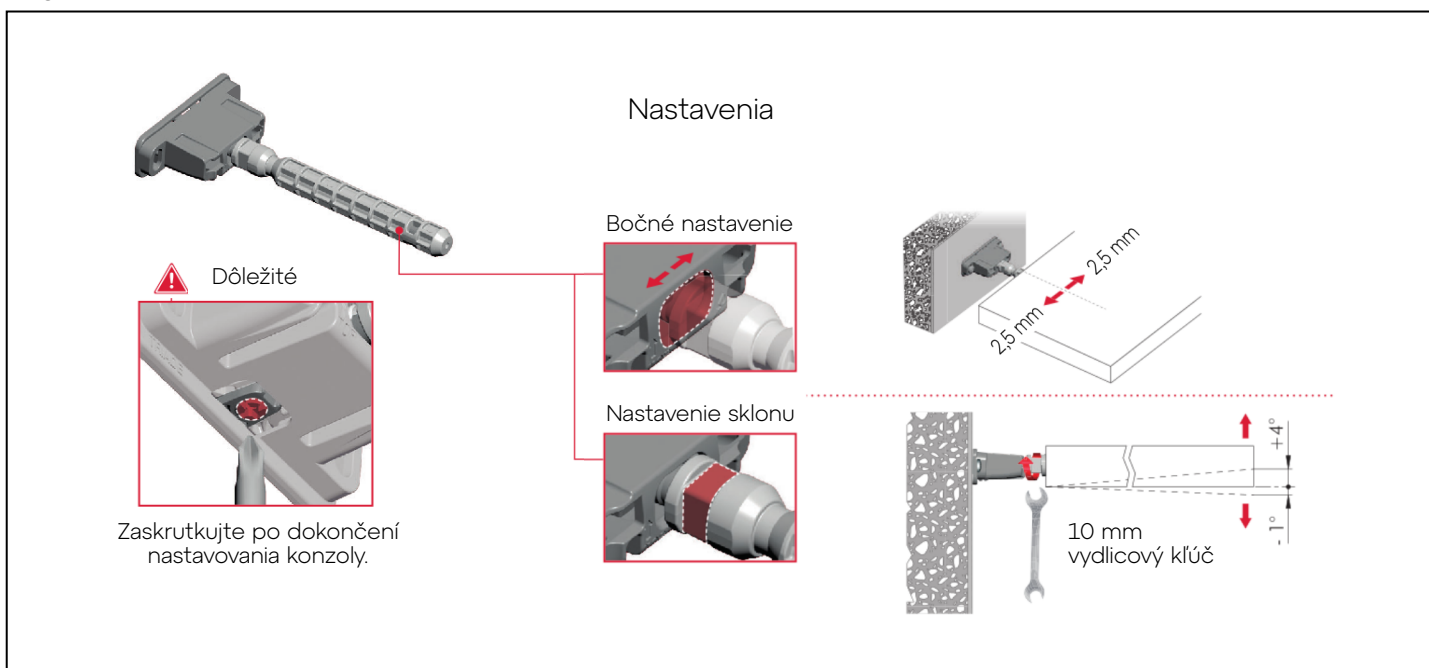 Nastavenia
Bočné nastavenie
2,5 mm
2,5 mm
Dôležité
Zaskrutkujte po dokončení
nastavovania konzoly.
Nastavenie sklonu
+4°
- 1°
10 mm
vydlicový kľúč